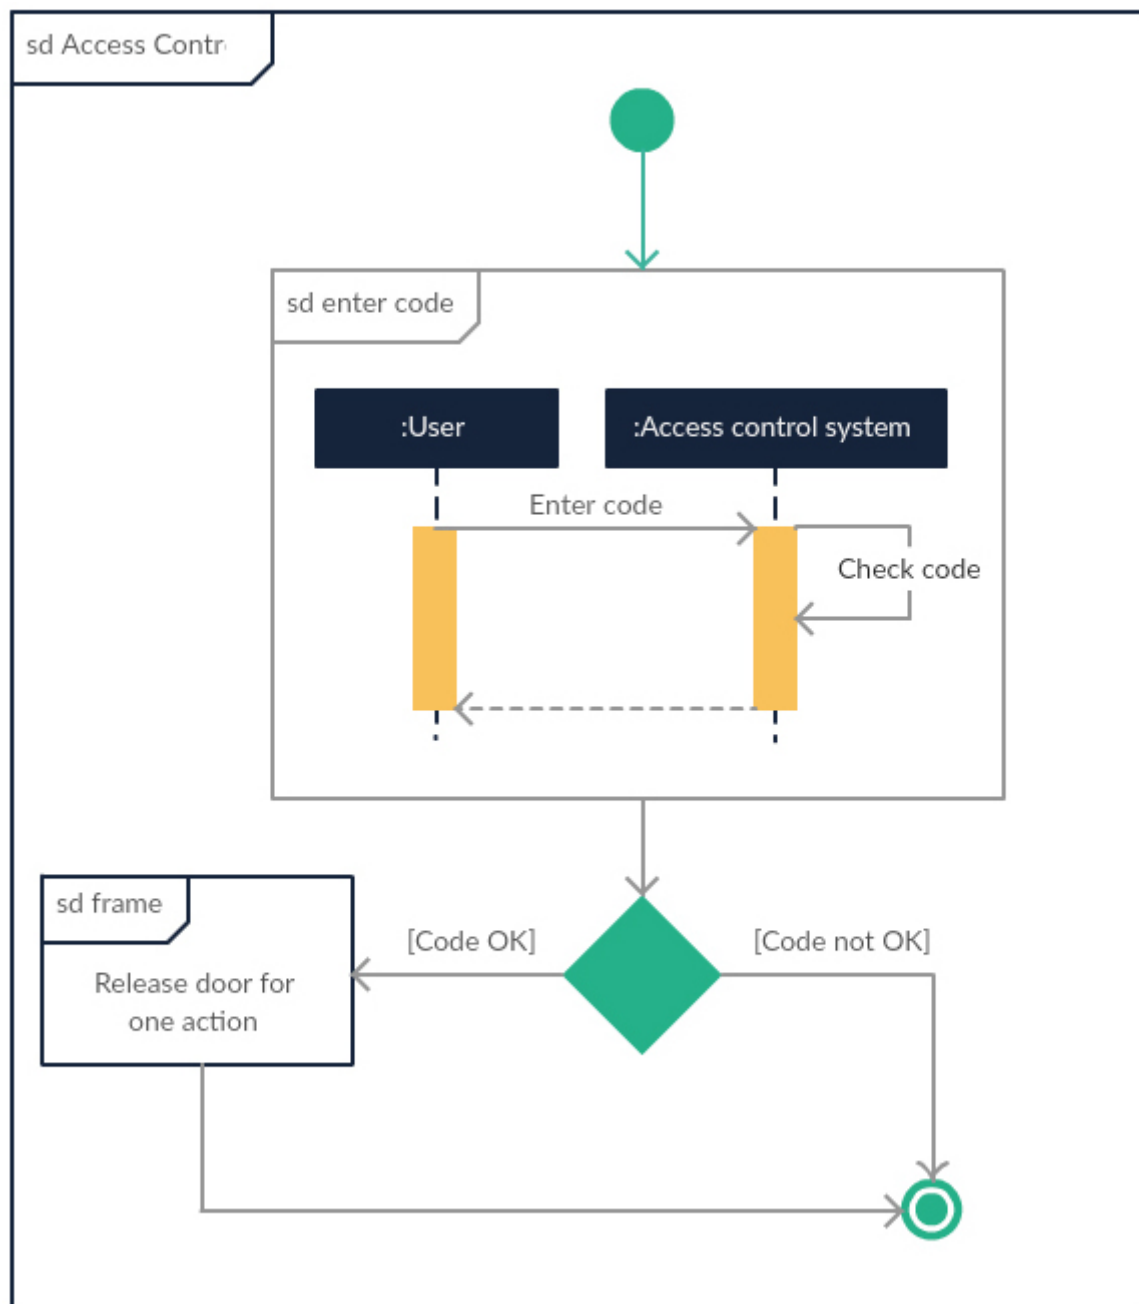 sd Access Contr
sd enter code
:User
:Access control system
Enter code
Check code
sd frame
[Code OK]
[Code not OK]
Release door for
one action